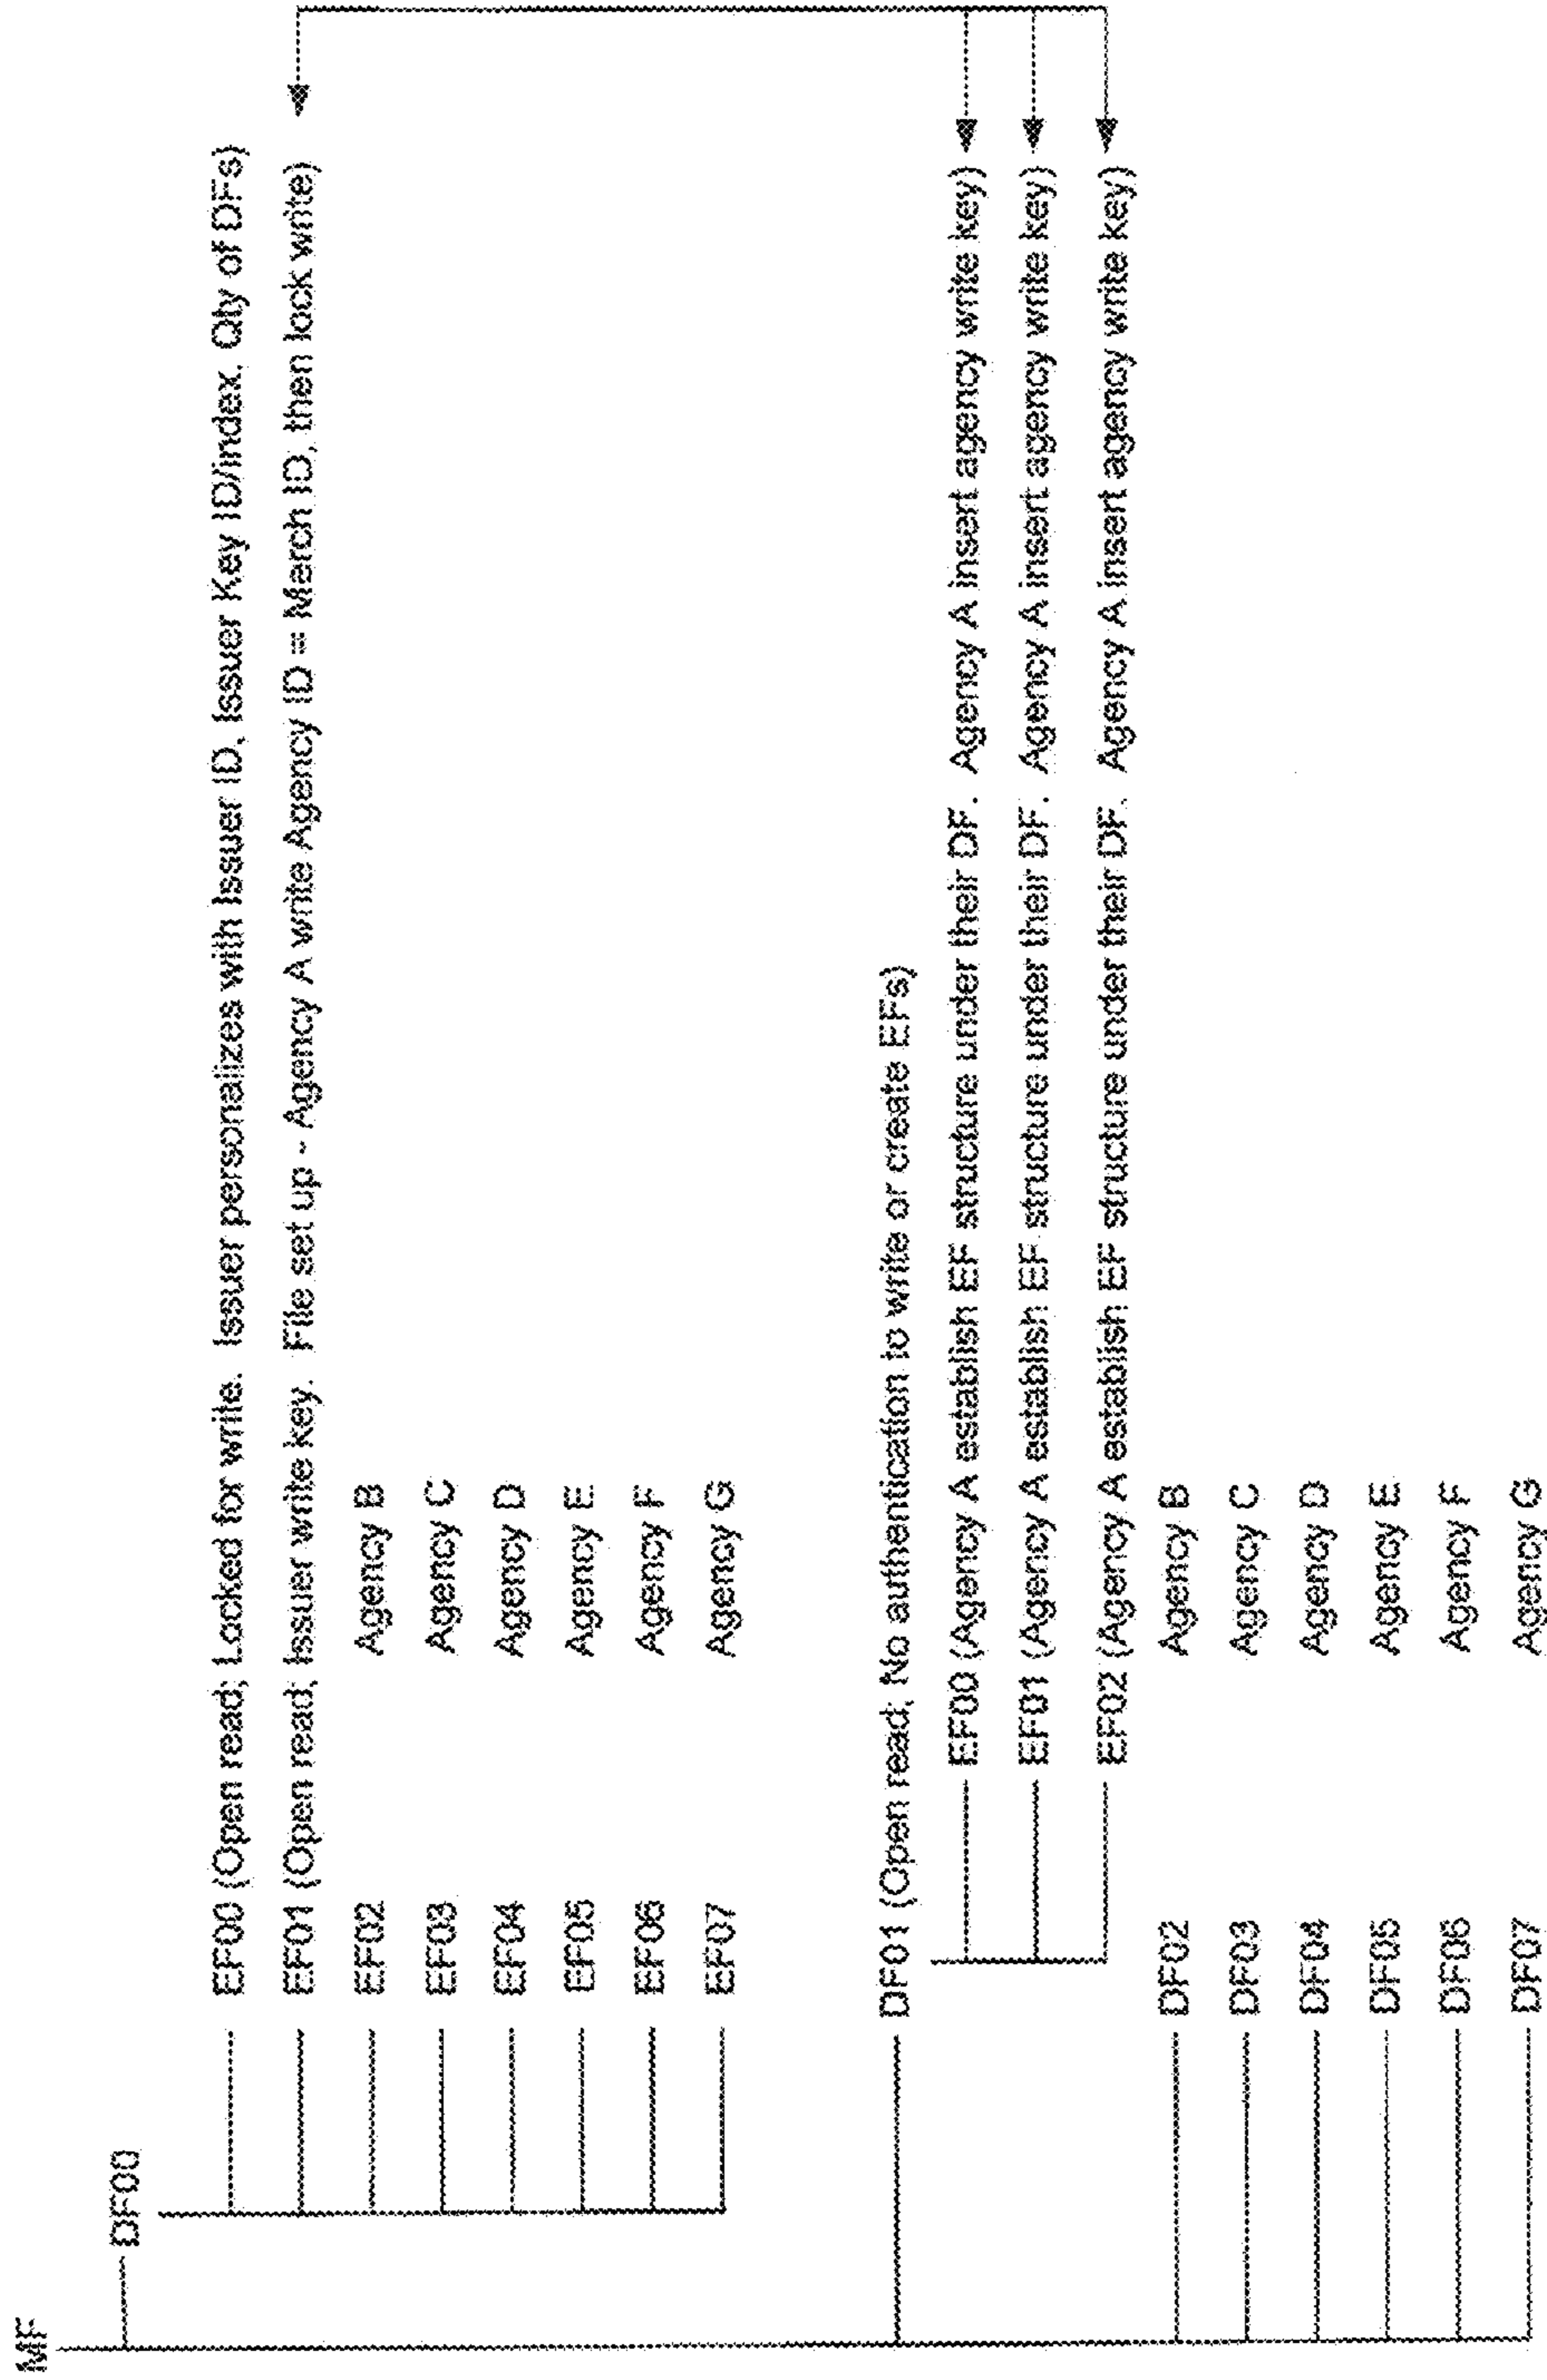 MF
DF00
EF00 (Open read; Locked for write. Issuer personalizes with Issuer ID, Issuer Key ID/index, Qty of DFs)
EF01 (Open read; Issuer write key. File set up - Agency A write Agency ID = March ID, then lock write)
EF02 Agency B
EF03 Agency C
EF04 Agency D
EF05 Agency E
EF06 Agency F
EF07 Agency G
DF01 (Open read; No authentication to write or create EFs)
EF00 (Agency A establish EF structure under their DF. Agency A insert agency write key)
EF01 (Agency A establish EF structure under their DF. Agency A insert agency write key)
EF02 (Agency A establish EF structure under their DF. Agency A insert agency write key)
DF02 Agency B
DF03 Agency C
DF04 Agency D
DF05 Agency E
DF06 Agency F
DF07 Agency G